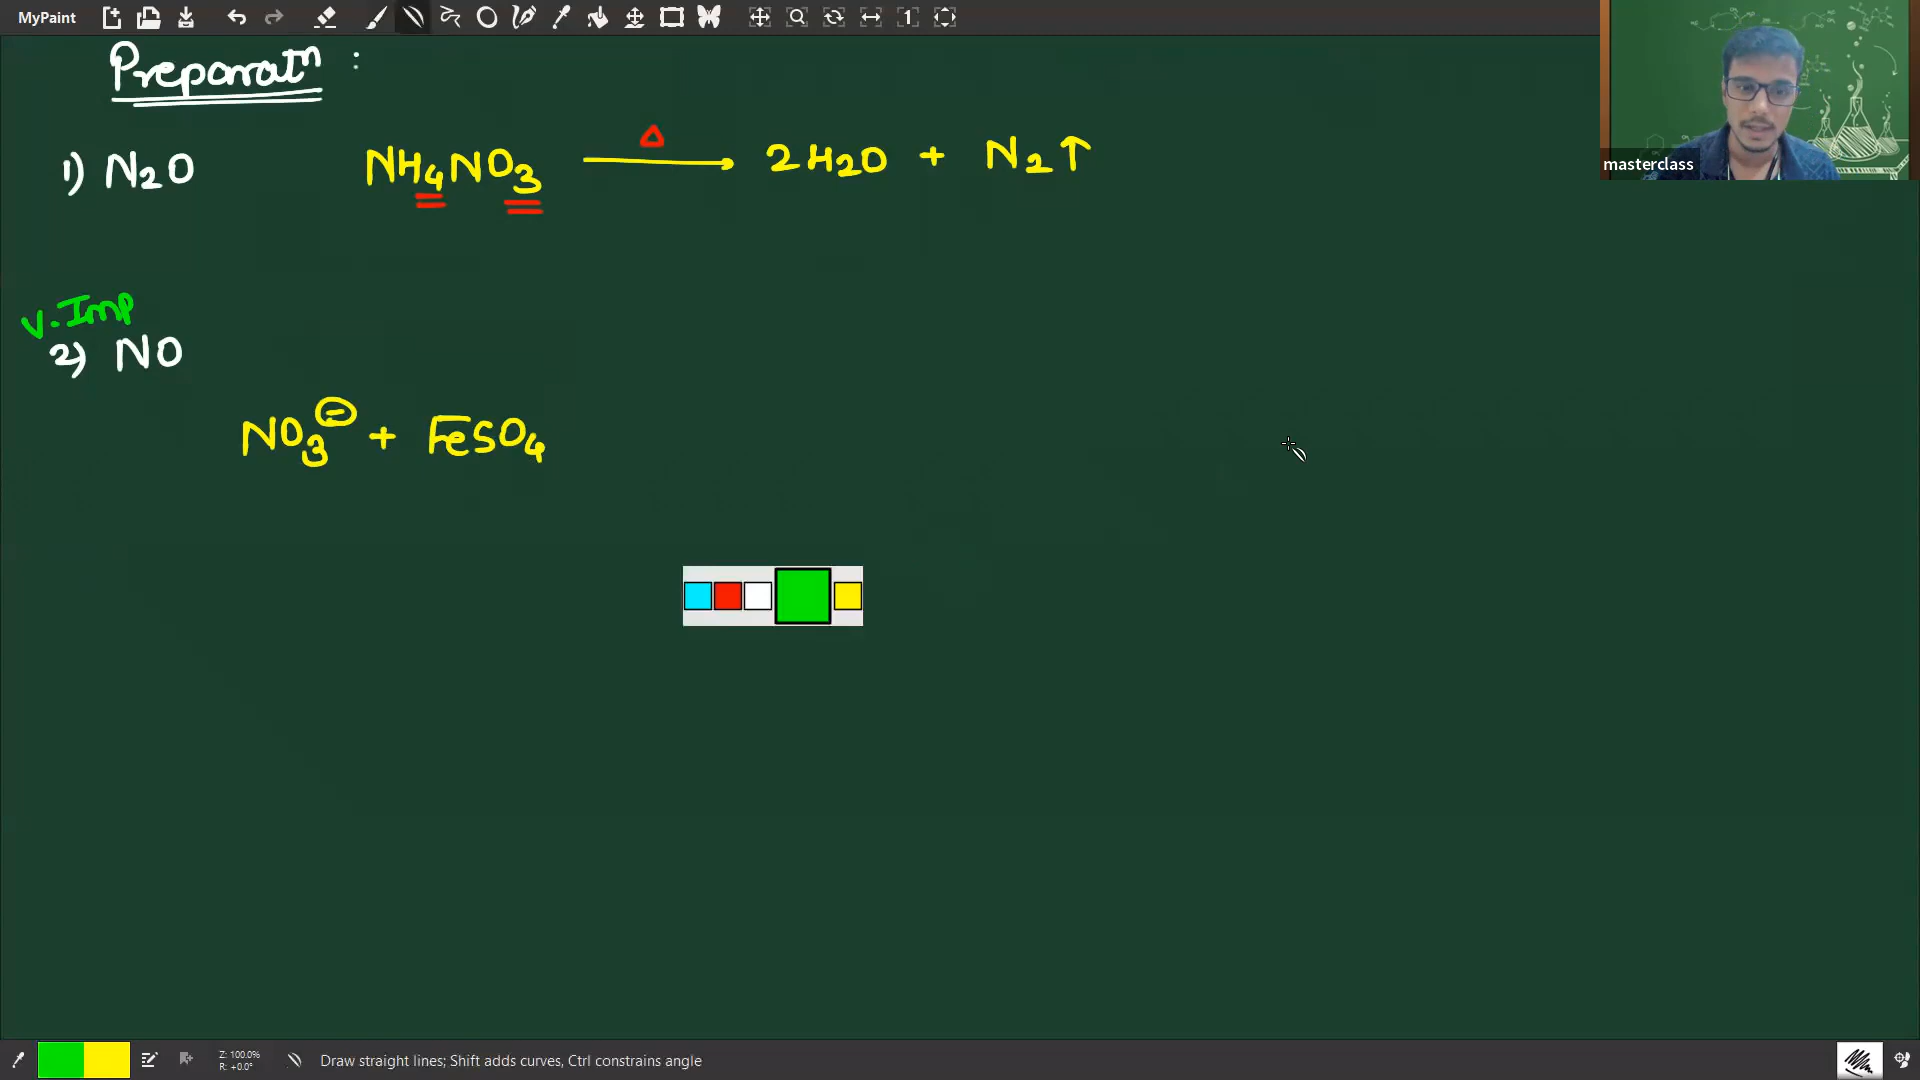 MyPaint
1
masterclass
Preparatⁿ :
1) N₂O NH₄NO₃ —Δ→ 2H₂O + N₂↑
V.Imp
2) NO
NO₃⊖ + FeSO₄
Z: 100.0%
R: +0.0°
Draw straight lines; Shift adds curves, Ctrl constrains angle